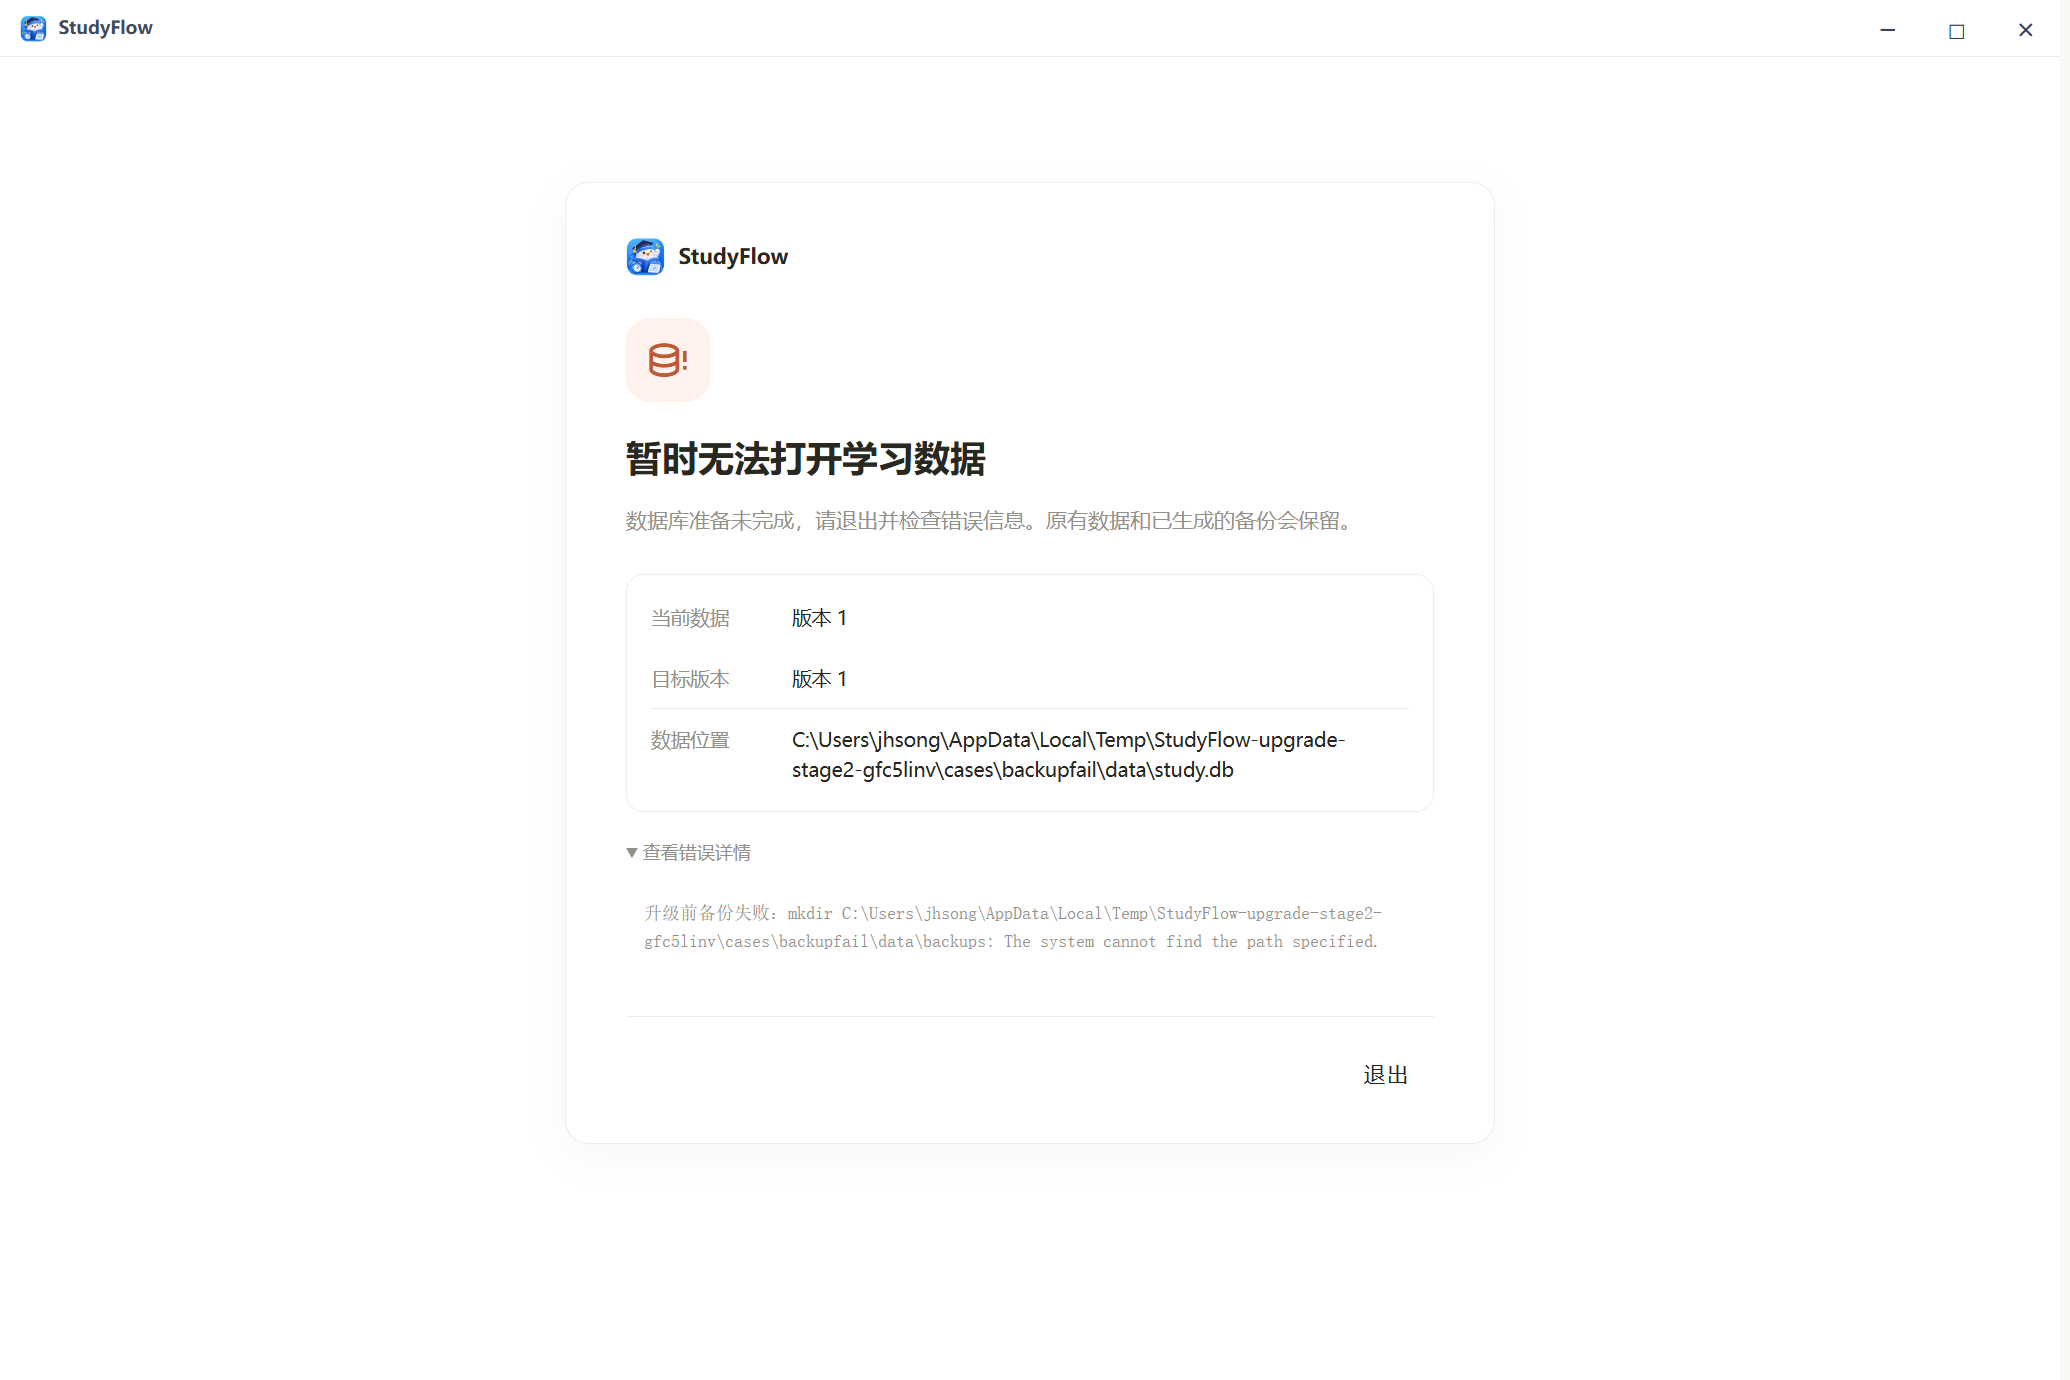 StudyFlow
StudyFlow
暂时无法打开学习数据
数据库准备未完成，请退出并检查错误信息。原有数据和已生成的备份会保留。
当前数据 版本 1
目标版本 版本 1
数据位置 C:\Users\jhsong\AppData\Local\Temp\StudyFlow-upgrade-
stage2-gfc5linv\cases\backupfail\data\study.db
▼查看错误详情
升级前备份失败：mkdir C:\Users\jhsong\AppData\Local\Temp\StudyFlow-upgrade-stage2-
gfc5linv\cases\backupfail\data\backups: The system cannot find the path specified.
退出